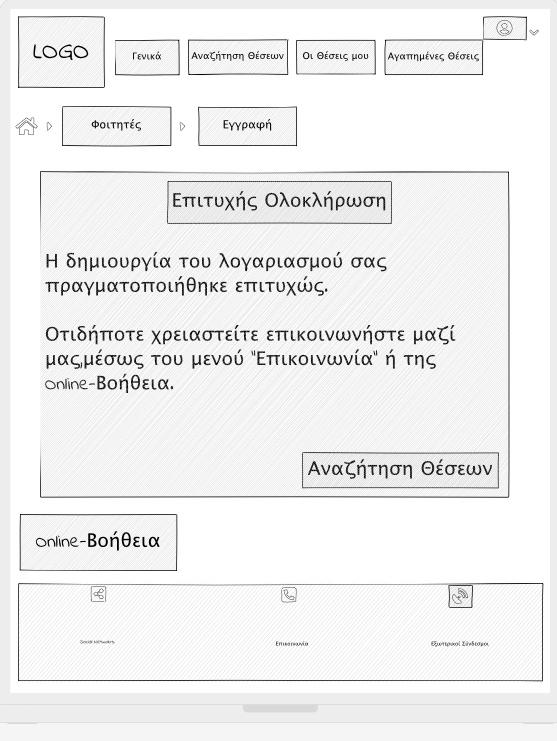 LOGO
Γενικά
Αναζήτηση Θέσεων
Οι Θέσεις μου
Αγαπημένες Θέσεις
Φοιτητές
Εγγραφή
Επιτυχής Ολοκλήρωση
Η δημιουργία του λογαριασμού σας
πραγματοποιήθηκε επιτυχώς.
Οτιδήποτε χρειαστείτε επικοινωνήστε μαζί
μας,μέσως του μενού "Επικοινωνία" ή της
online-Βοήθεια.
Αναζήτηση Θέσεων
online-Βοήθεια
Social Networks
Επικοινωνία
Εξωτερικοί Σύνδεσμοι